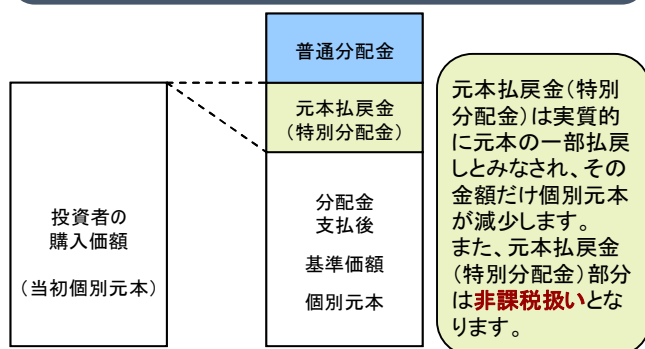 普通分配金
元本払戻金
(特別分配金)
投資者の
購入価額
(当初個別元本)
分配金
支払後
基準価額
個別元本
元本払戻金(特別
分配金)は実質的
に元本の一部払戻
しとみなされ、その
金額だけ個別元本
が減少します。
また、元本払戻金
(特別分配金)部分
は非課税扱いとな
ります。